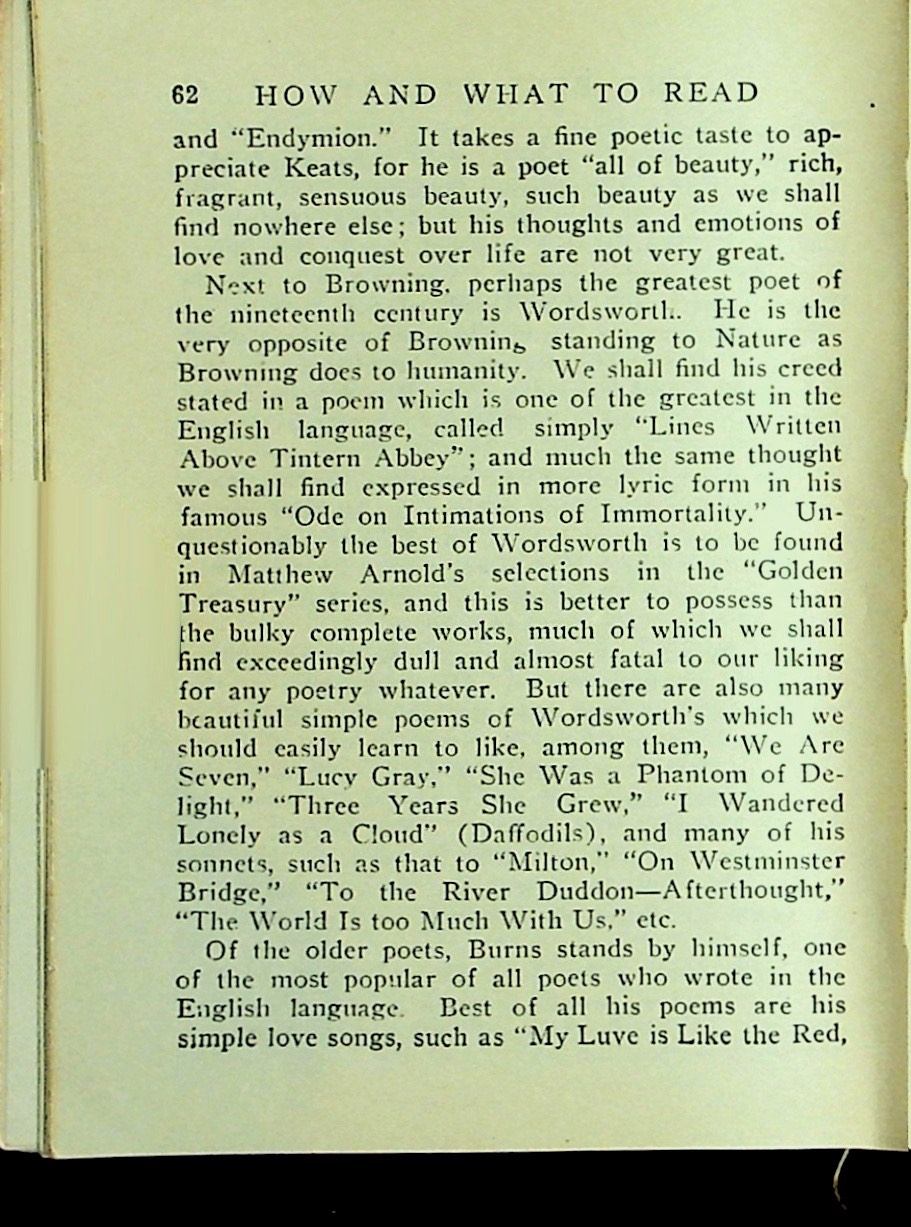 62 HOW AND WHAT TO READ
and “Endymion.” It takes a fine poetic taste to ap-
preciate Keats, for he is a poet “all of beauty,” rich,
fragrant, sensuous beauty, such beauty as we shall
find nowhere else; but his thoughts and emotions of
love and conquest over life are not very great.
Next to Browning, perhaps the greatest poet of
the nineteenth century is Wordsworth. He is the
very opposite of Browning, standing to Nature as
Browning does to humanity. We shall find his creed
stated in a poem which is one of the greatest in the
English language, called simply “Lines Written
Above Tintern Abbey”; and much the same thought
we shall find expressed in more lyric form in his
famous “Ode on Intimations of Immortality.” Un-
questionably the best of Wordsworth is to be found
in Matthew Arnold’s selections in the “Golden
Treasury” series, and this is better to possess than
the bulky complete works, much of which we shall
find exceedingly dull and almost fatal to our liking
for any poetry whatever. But there are also many
beautiful simple poems of Wordsworth’s which we
should easily learn to like, among them, “We Are
Seven,” “Lucy Gray,” “She Was a Phantom of De-
light,” “Three Years She Grew,” “I Wandered
Lonely as a Cloud” (Daffodils), and many of his
sonnets, such as that to “Milton,” “On Westminster
Bridge,” “To the River Duddon—Afterthought,”
“The World Is too Much With Us,” etc.
Of the older poets, Burns stands by himself, one
of the most popular of all poets who wrote in the
English language. Best of all his poems are his
simple love songs, such as “My Luve is Like the Red,